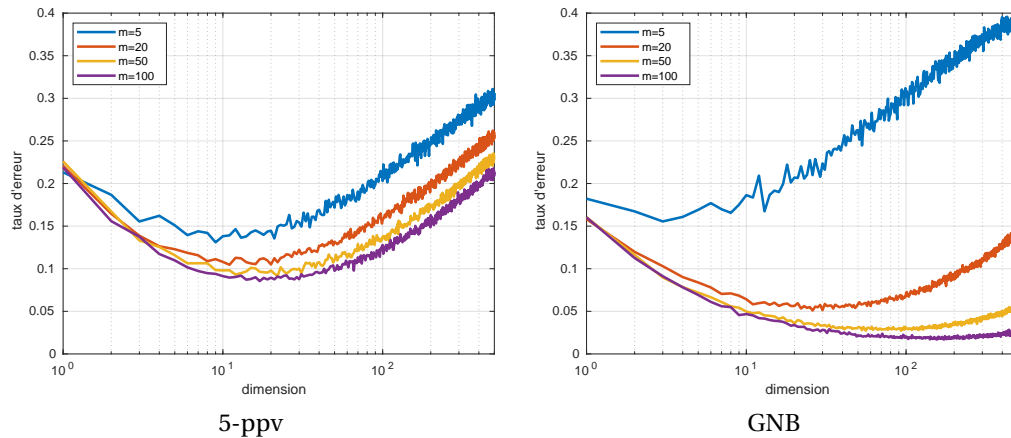 0.4
0.35
0.3
0.25
0.2
0.15
0.1
0.05
0
taux d'erreur
m=5
m=20
m=50
m=100
10^0
10^1
10^2
dimension
5-ppv
0.4
0.35
0.3
0.25
0.2
0.15
0.1
0.05
0
taux d'erreur
m=5
m=20
m=50
m=100
10^0
10^1
10^2
dimension
GNB